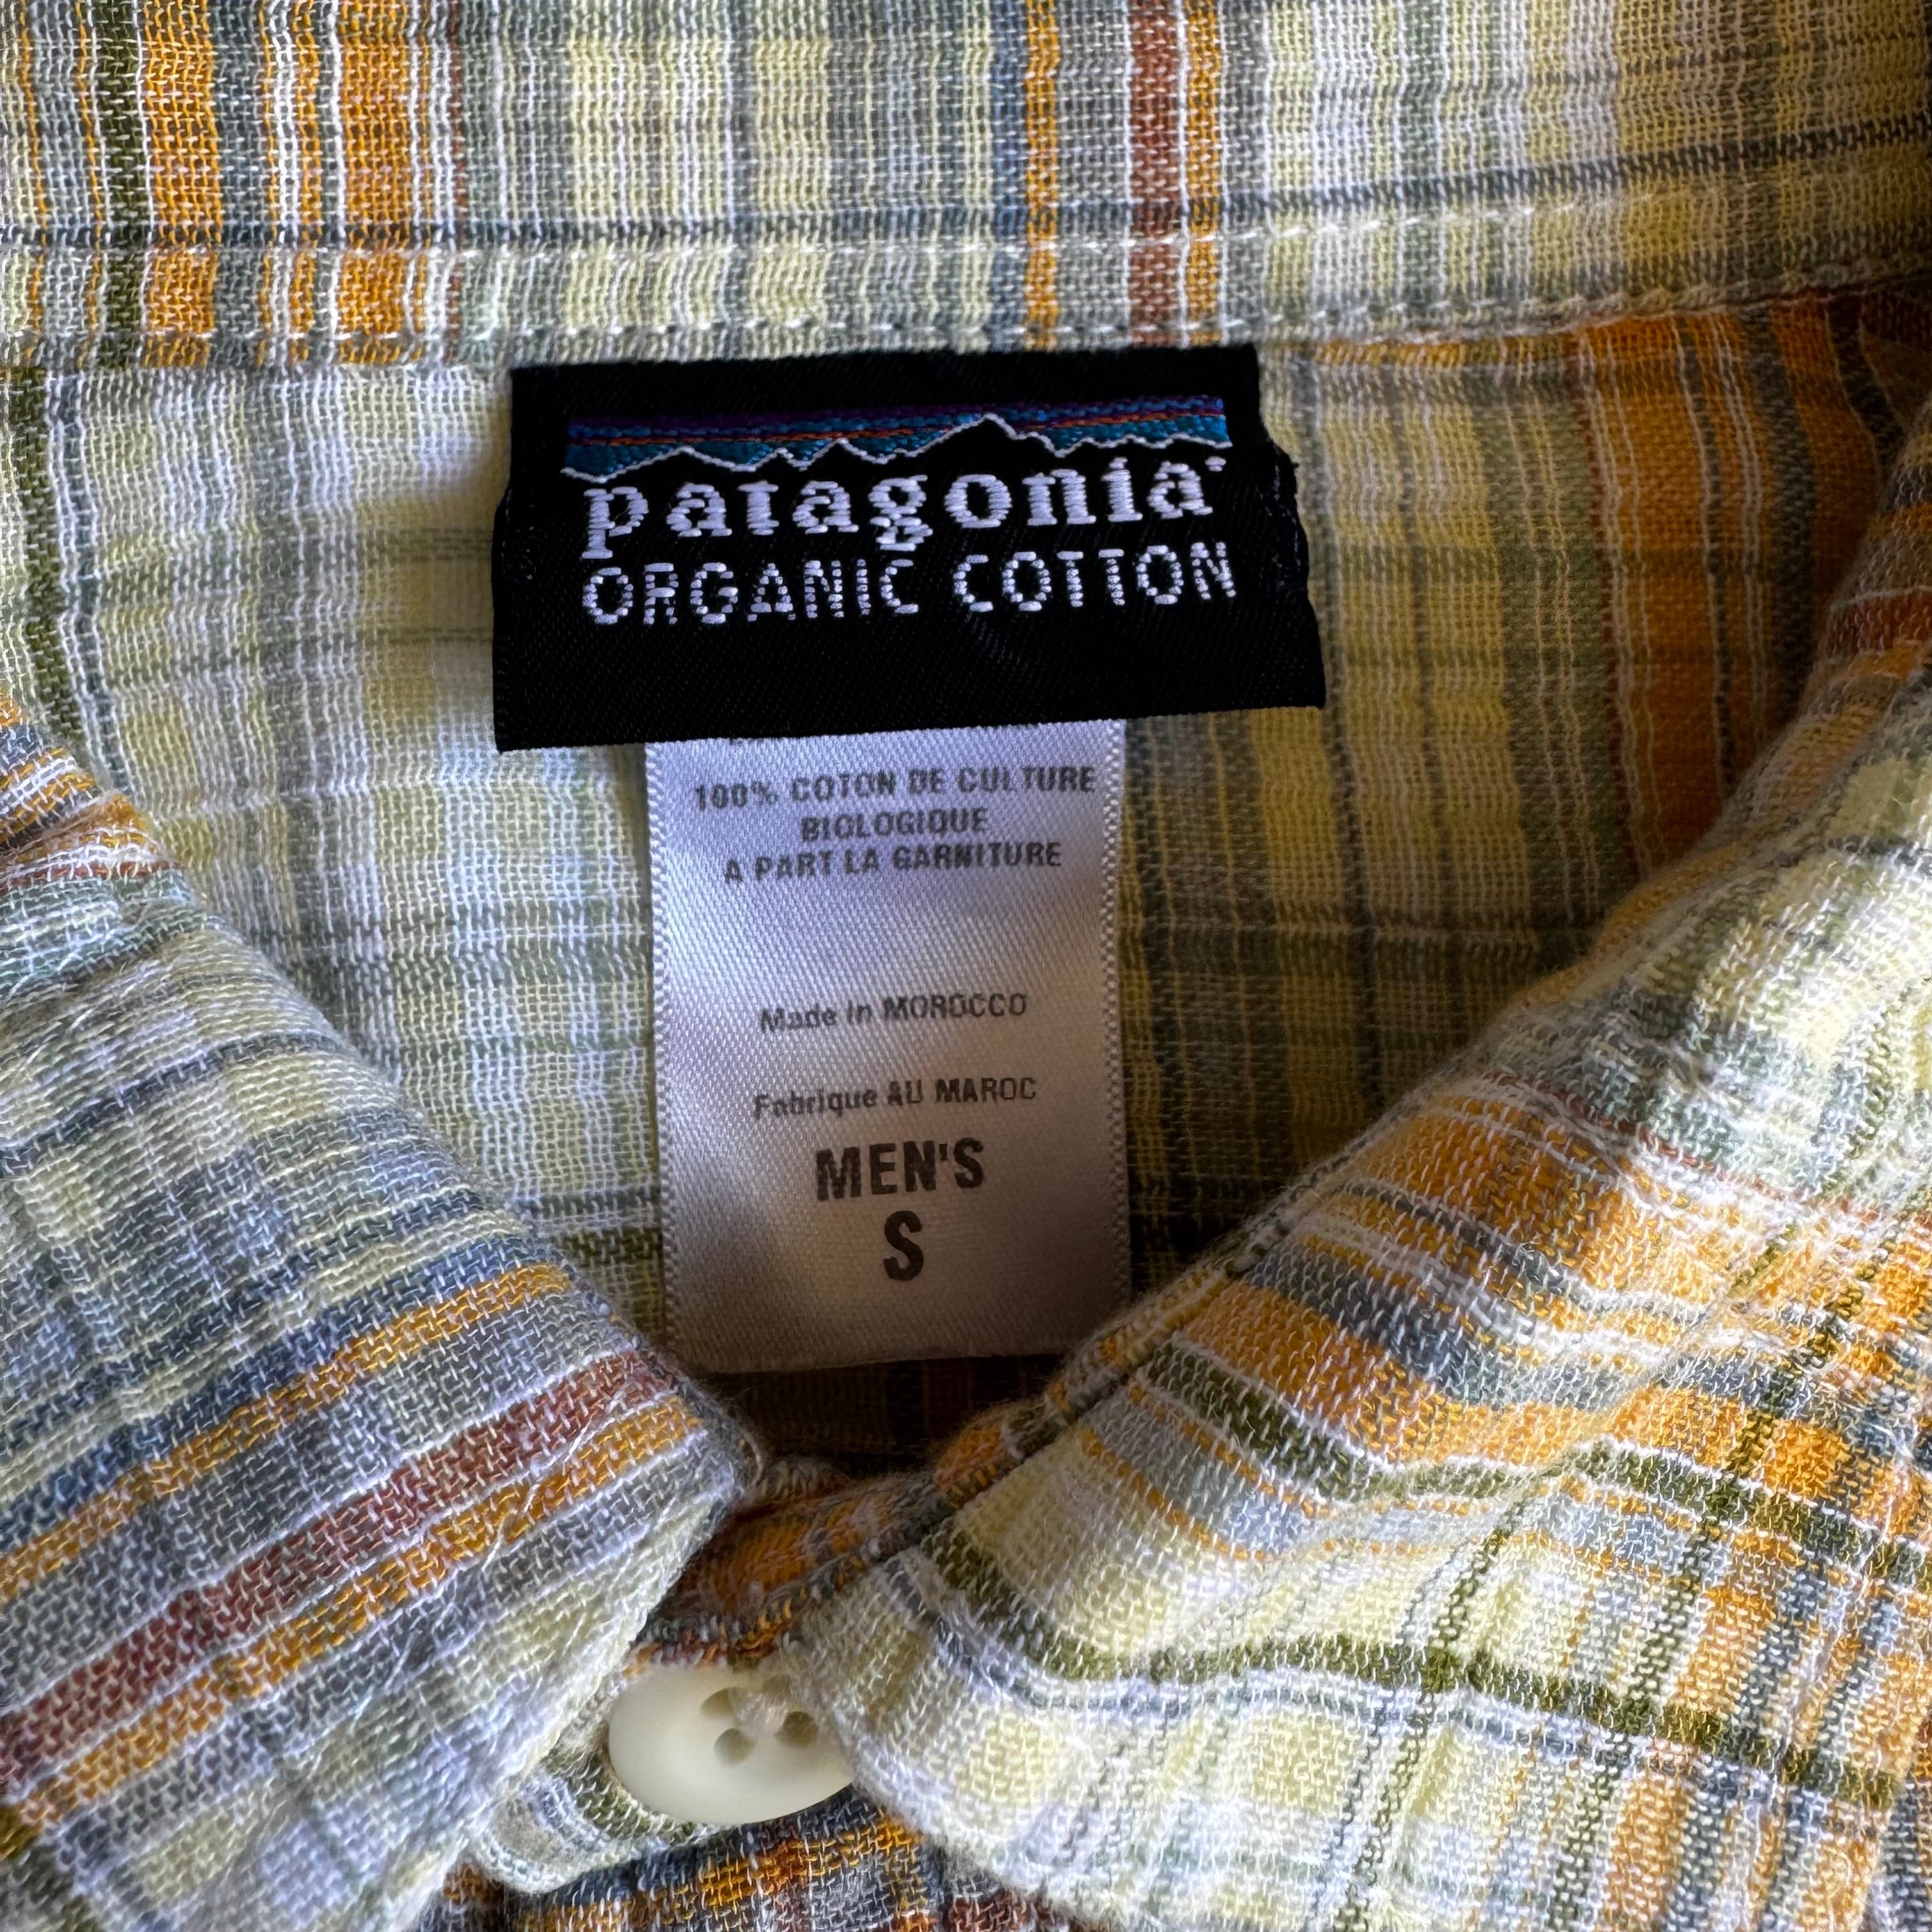 patagonia
ORGANIC COTTON
100% COTON DE CULTURE
BIOLOGIQUE
A PART LA GARNITURE
Made in MOROCCO
Fabrique AU MAROC
MEN'S
S